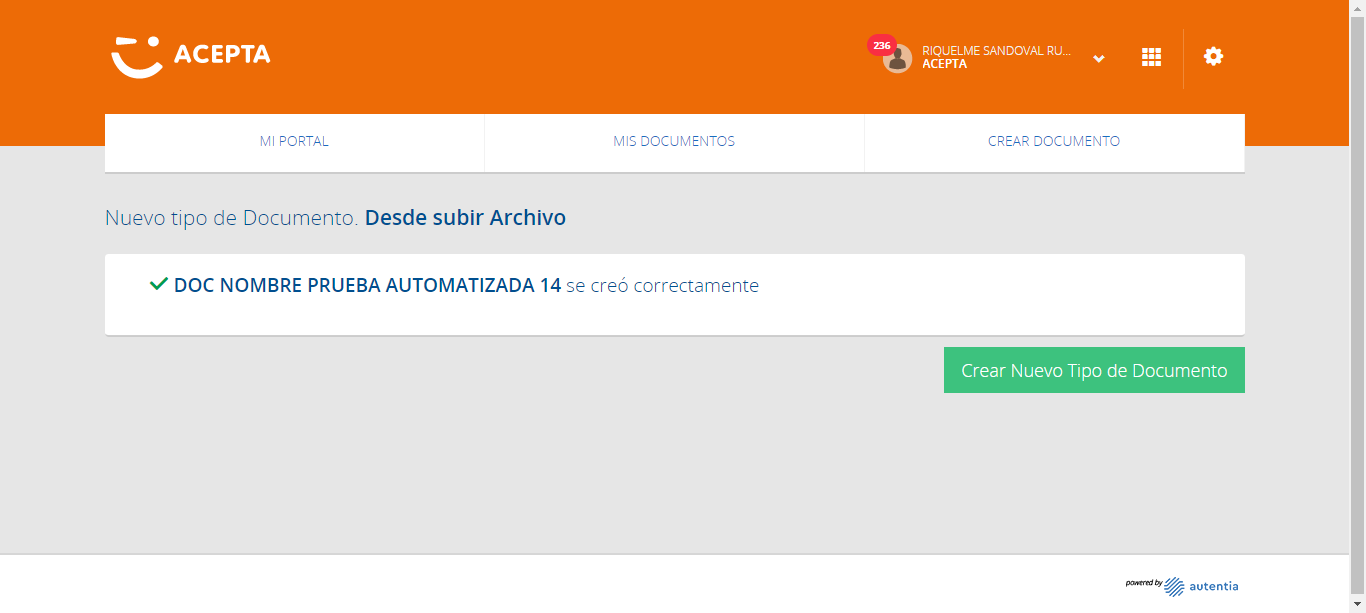 ACEPTA
236
RIQUELME SANDOVAL RU...
ACEPTA
MI PORTAL
MIS DOCUMENTOS
CREAR DOCUMENTO
Nuevo tipo de Documento. Desde subir Archivo
DOC NOMBRE PRUEBA AUTOMATIZADA 14 se creó correctamente
Crear Nuevo Tipo de Documento
powered by autentia